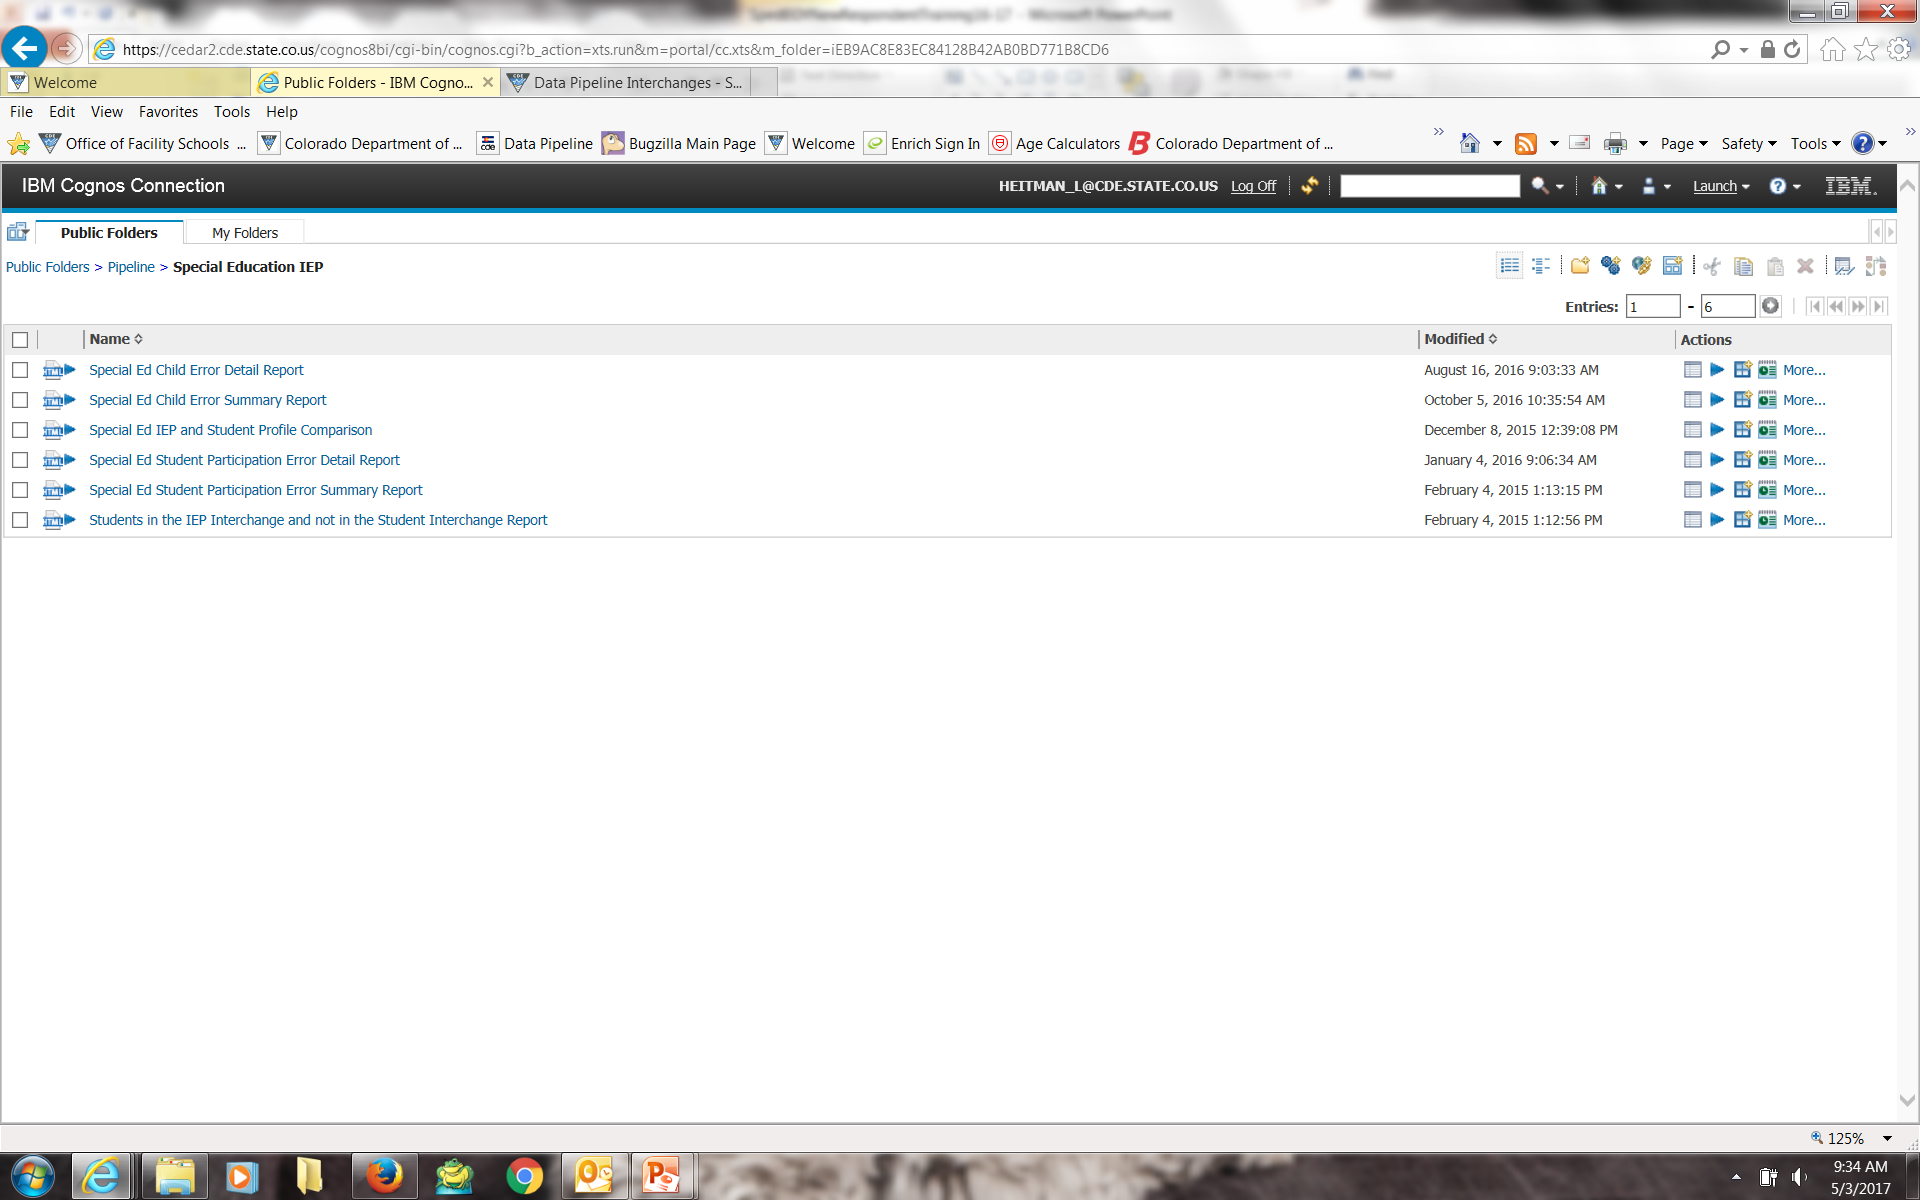 https://cedar2.cde.state.co.us/cognos8bi/cgi-bin/cognos.cgi?b_action=xts.run&m=portal/cc.xts&m_folder=iEB9AC8E83EC84128B42AB0BD771B8CD6
Welcome
Public Folders - IBM Cogno...
Data Pipeline Interchanges - S...
File Edit View Favorites Tools Help
Office of Facility Schools ... Colorado Department of ... Data Pipeline Bugzilla Main Page Welcome Enrich Sign In Age Calculators Colorado Department of ... Page Safety Tools
IBM Cognos Connection HEITMAN_L@CDE.STATE.CO.US Log Off Launch IBM.
Public Folders My Folders
Public Folders > Pipeline > Special Education IEP
Entries: 1 - 6
Name Modified Actions
Special Ed Child Error Detail Report August 16, 2016 9:03:33 AM More...
Special Ed Child Error Summary Report October 5, 2016 10:35:54 AM More...
Special Ed IEP and Student Profile Comparison December 8, 2015 12:39:08 PM More...
Special Ed Student Participation Error Detail Report January 4, 2016 9:06:34 AM More...
Special Ed Student Participation Error Summary Report February 4, 2015 1:13:15 PM More...
Students in the IEP Interchange and not in the Student Interchange Report February 4, 2015 1:12:56 PM More...
125%
9:34 AM
5/3/2017